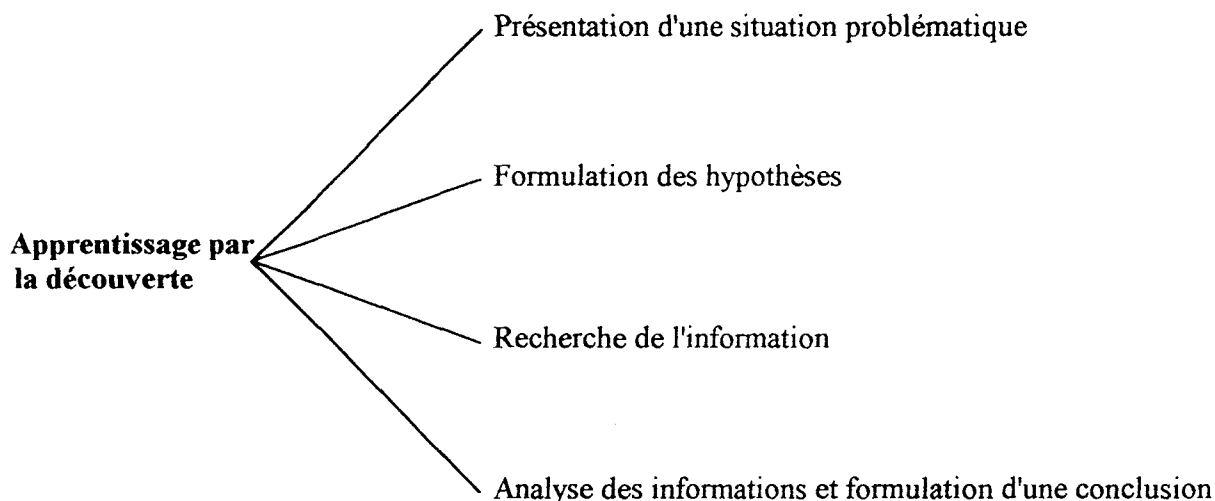 Présentation d'une situation problématique
Formulation des hypothèses
Apprentissage par
la découverte
Recherche de l'information
Analyse des informations et formulation d'une conclusion